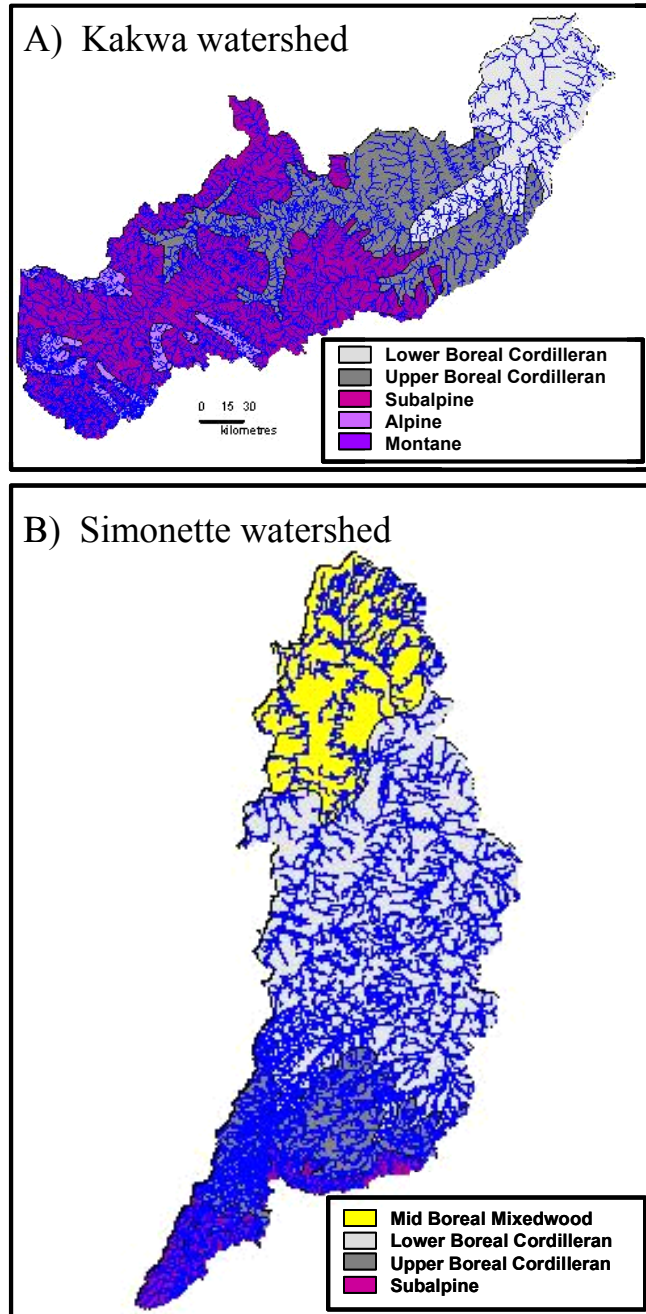 A) Kakwa watershed
Lower Boreal Cordilleran
Upper Boreal Cordilleran
Subalpine
Alpine
Montane
0 15 30
kilometres
B) Simonette watershed
Mid Boreal Mixedwood
Lower Boreal Cordilleran
Upper Boreal Cordilleran
Subalpine